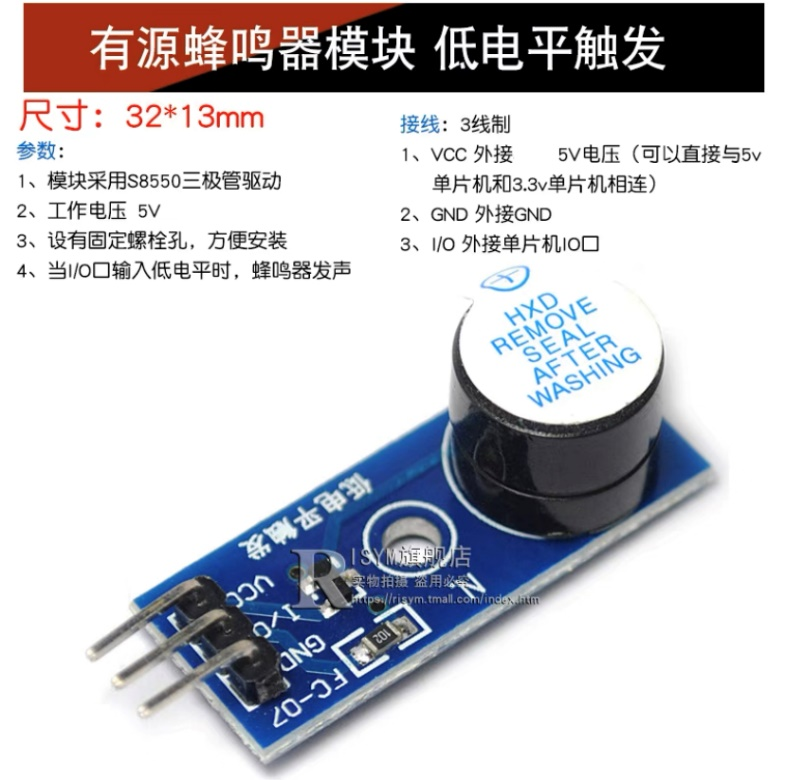 有源蜂鸣器模块 低电平触发
尺寸：32*13mm
参数：
1、模块采用S8550三极管驱动
2、工作电压 5V
3、设有固定螺栓孔，方便安装
4、当I/O口输入低电平时，蜂鸣器发声
接线：3线制
1、VCC 外接 5V电压（可以直接与5v
单片机和3.3v单片机相连）
2、GND 外接GND
3、I/O 外接单片机IO口
HXD
REMOVE
SEAL
AFTER
WASHING
低电平触发
RISYM旗舰店
实物拍摄 盗用必究
https://risym.tmall.com/index.htm
VCC
I/O
GND
FC-07
102